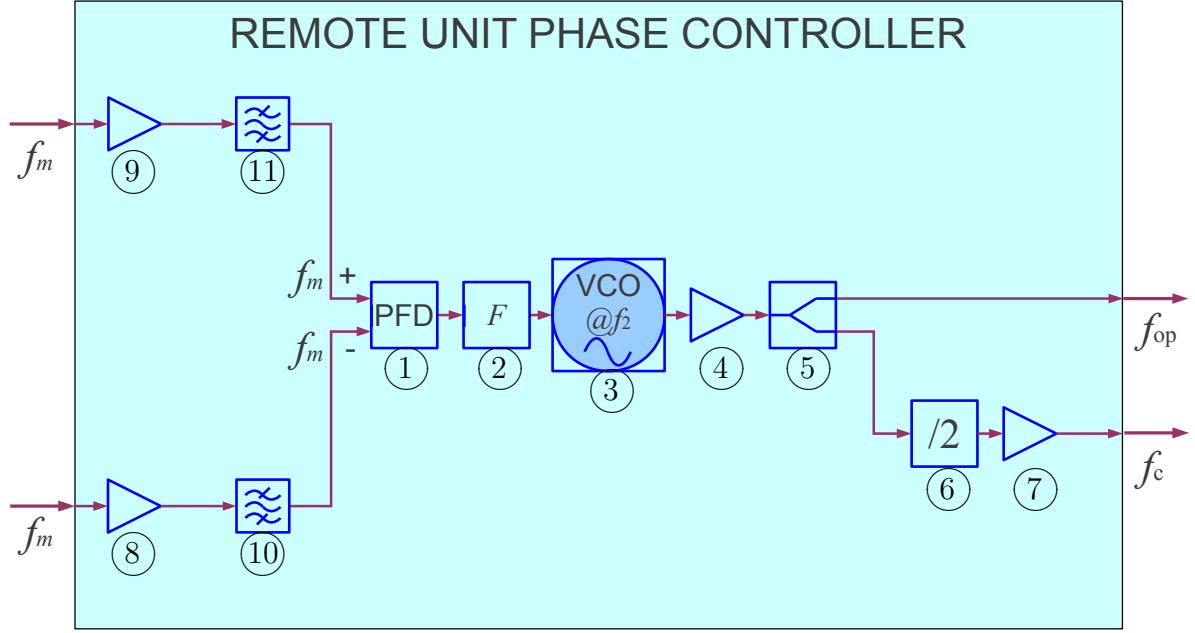 REMOTE UNIT PHASE CONTROLLER
fm
9
11
fm +
PFD
F
VCO
@f2
fop
fm -
1
2
3
4
5
/2
fc
6
7
fm
8
10